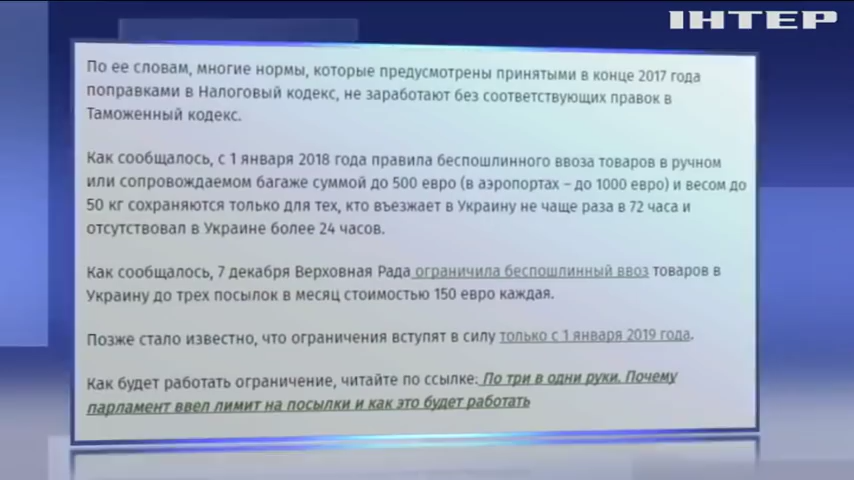 ІНТЕР
По ее словам, многие нормы, которые предусмотрены принятыми в конце 2017 года
поправками в Налоговый кодекс, не заработают без соответствующих правок в
Таможенный кодекс.
Как сообщалось, с 1 января 2018 года правила беспошлинного ввоза товаров в ручном
или сопровождаемом багаже суммой до 500 евро (в аэропортах – до 1000 евро) и весом до
50 кг сохраняются только для тех, кто въезжает в Украину не чаще раза в 72 часа и
отсутствовал в Украине более 24 часов.
Как сообщалось, 7 декабря Верховная Рада ограничила беспошлинный ввоз товаров в
Украину до трех посылок в месяц стоимостью 150 евро каждая.
Позже стало известно, что ограничения вступят в силу только с 1 января 2019 года.
Как будет работать ограничение, читайте по ссылке: По три в одни руки. Почему
парламент ввел лимит на посылки и как это будет работать